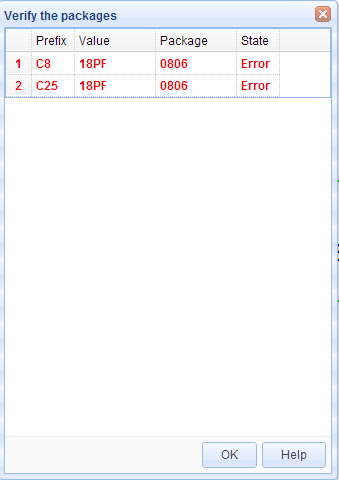 Verify the packages
Prefix Value Package State
1 C8 18PF 0806 Error
2 C25 18PF 0806 Error
OK Help